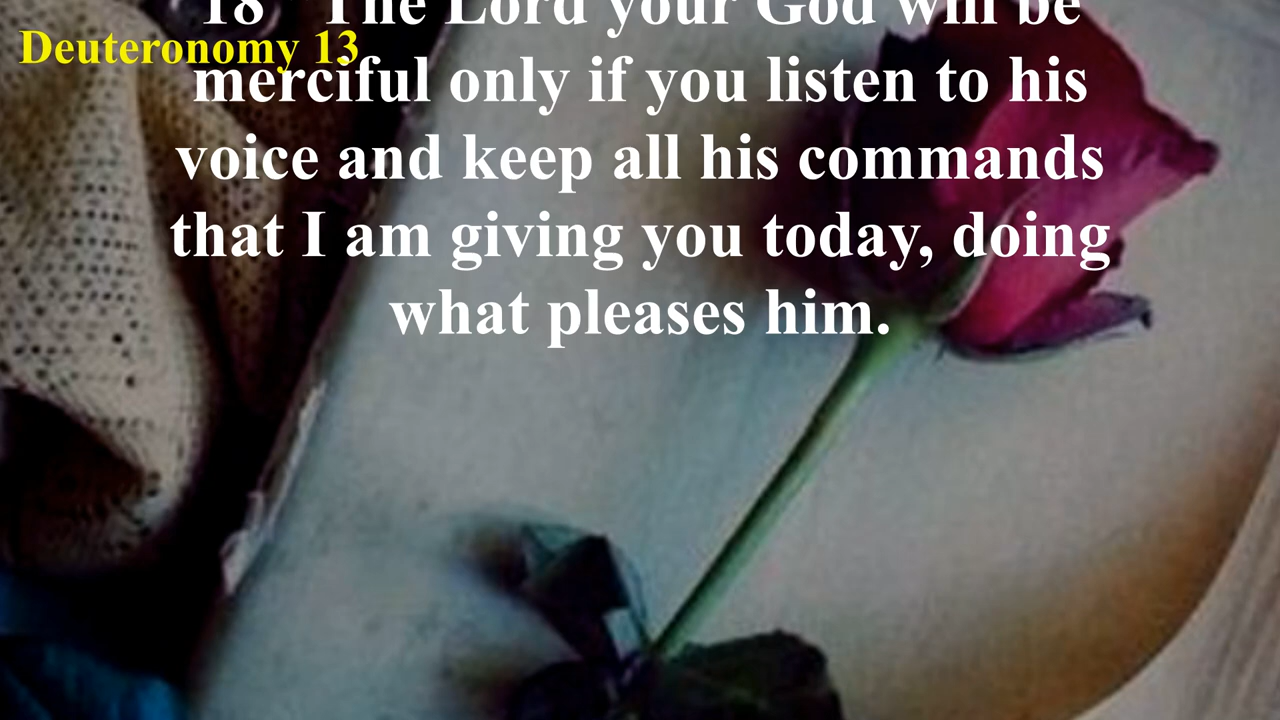 18 The Lord your God will be
Deuteronomy 13
merciful only if you listen to his
voice and keep all his commands
that I am giving you today, doing
what pleases him.